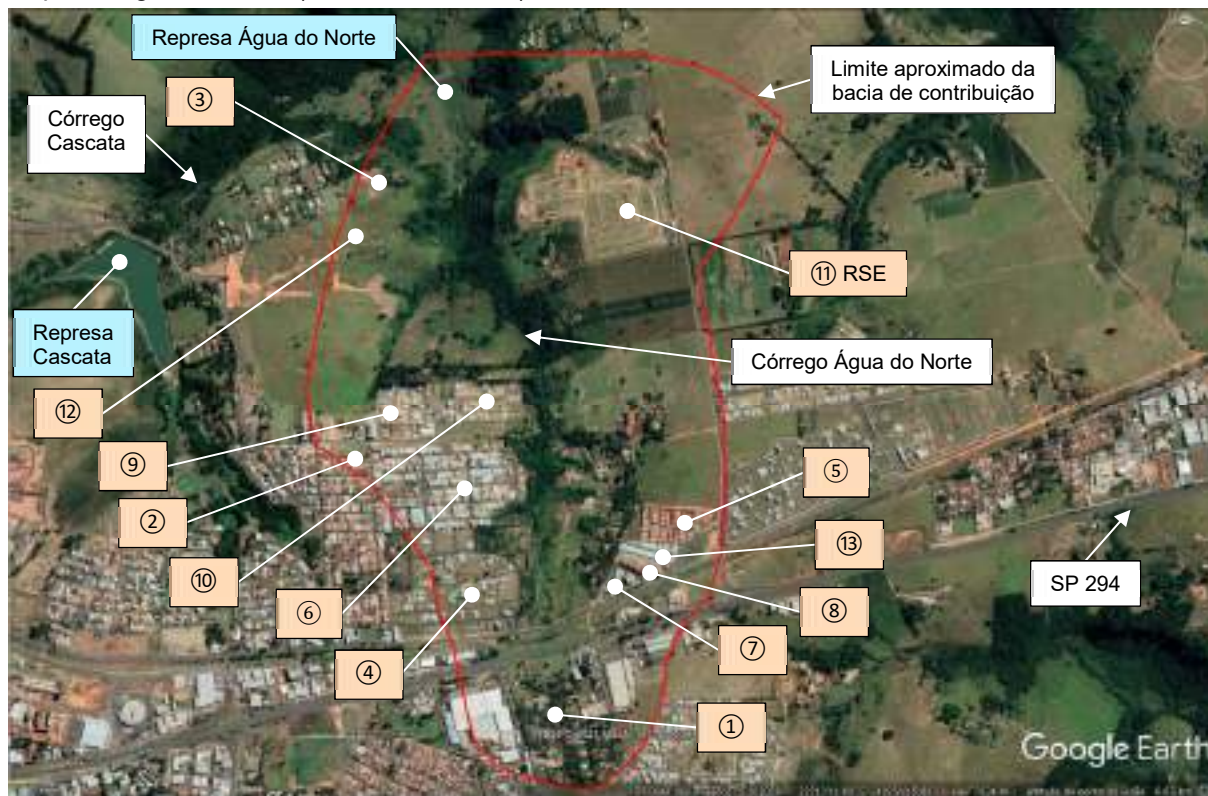 Represa Água do Norte
③
Córrego
Cascata
Limite aproximado da
bacia de contribuição
⑪ RSE
Represa
Cascata
Córrego Água do Norte
⑫
⑨
⑤
②
⑬
SP 294
⑩
⑧
⑥
⑦
④
①
Google Earth